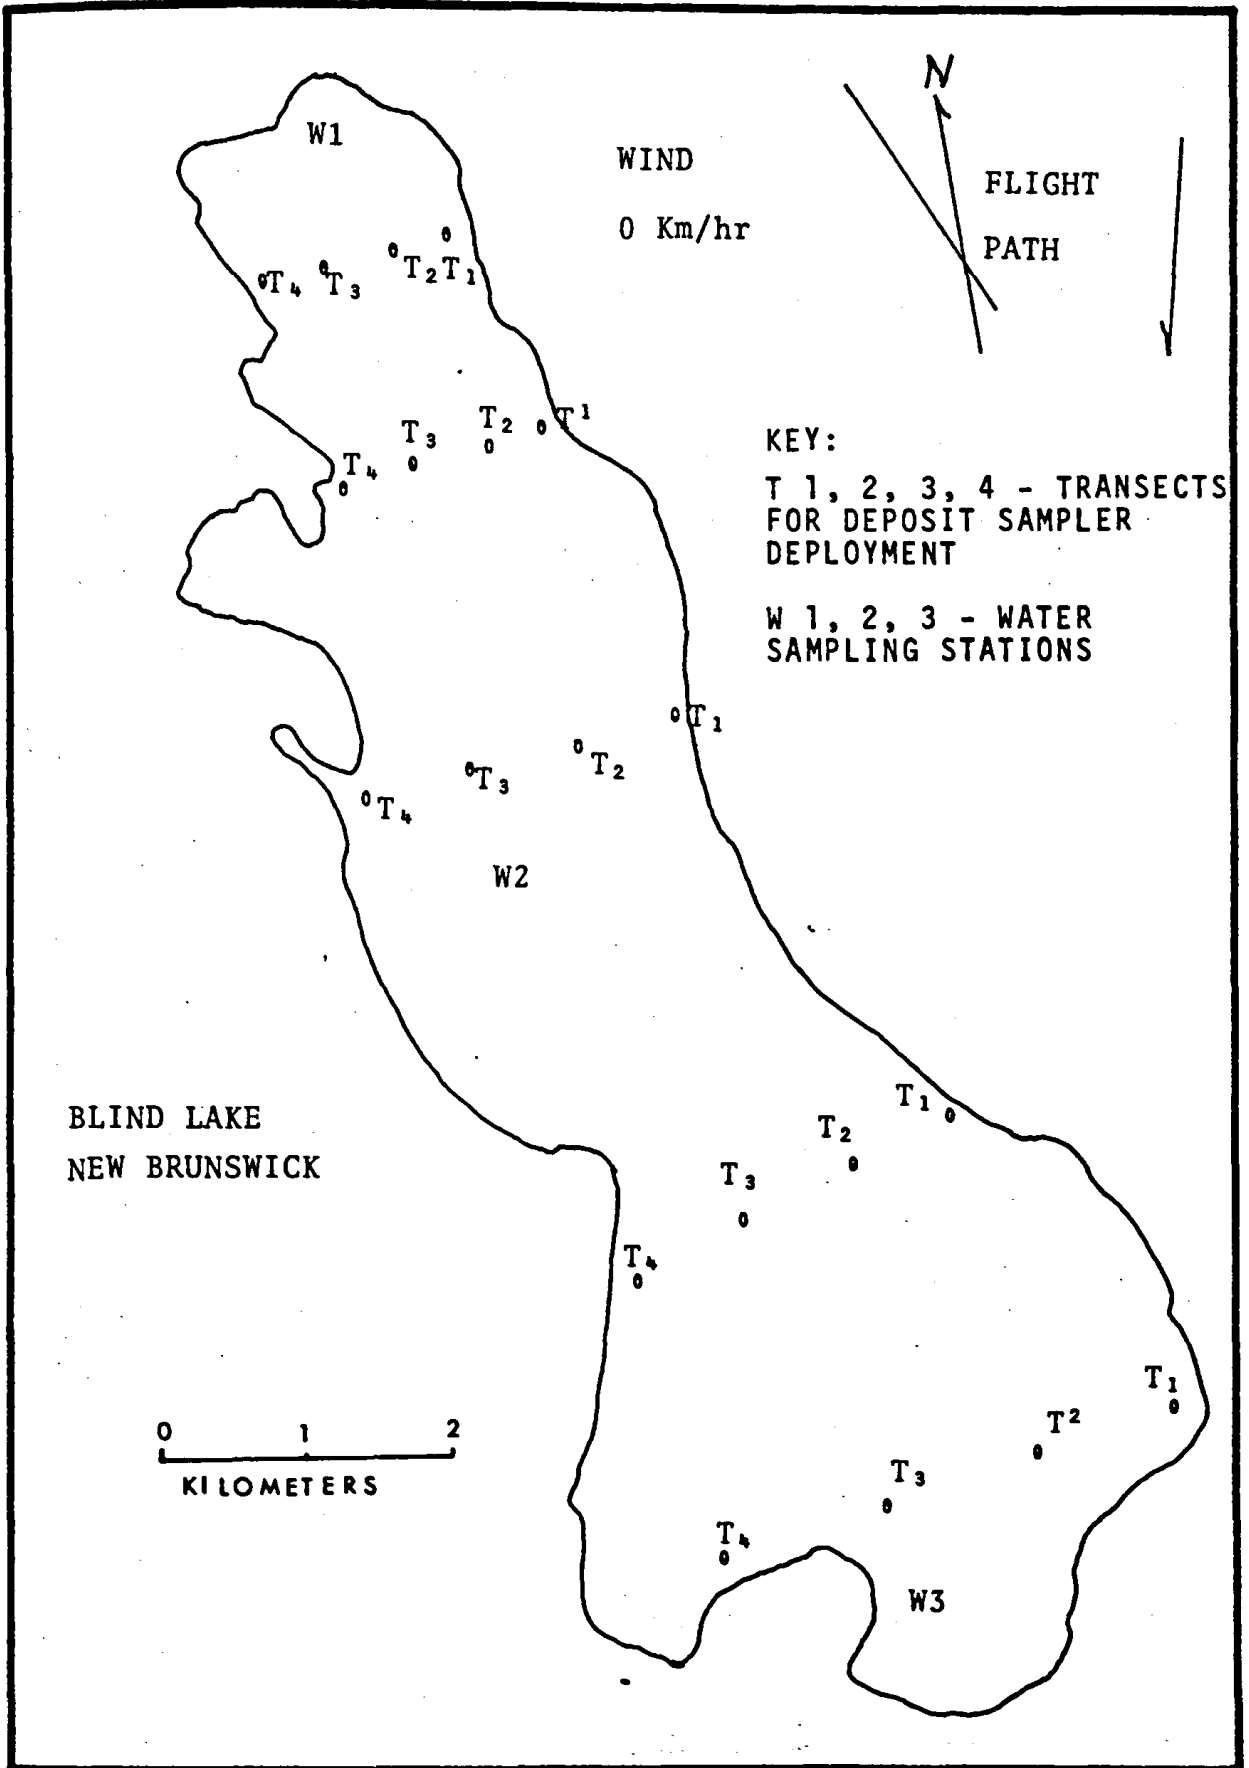 N
W1
WIND
0 Km/hr
FLIGHT
PATH
T₂ T₁
T₄ T₃
T¹
T₂
T₃
T₄
KEY:
T 1, 2, 3, 4 - TRANSECTS
FOR DEPOSIT SAMPLER
DEPLOYMENT
W 1, 2, 3 - WATER
SAMPLING STATIONS
T₁
T₂
T₃
T₄
W2
BLIND LAKE
NEW BRUNSWICK
T₁
T₂
T₃
T₄
T₁
T²
T₃
T₄
W3
0 1 2
KILOMETERS